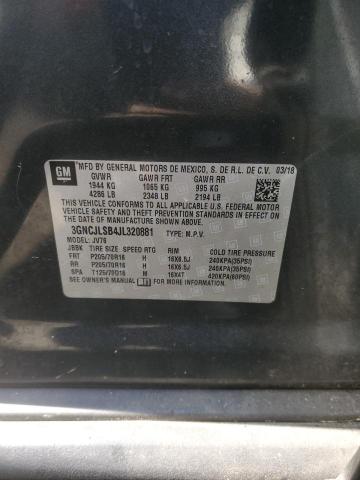 GM
MFD BY GENERAL MOTORS DE MEXICO, S. DE R.L. DE C.V. 03/18
GVWR GAWR FRT GAWR RR
1944 KG 1065 KG 995 KG
4286 LB 2348 LB 2194 LB
THIS VEHICLE CONFORMS TO ALL APPLICABLE U.S. FEDERAL MOTOR
VEHICLE SAFETY, BUMPER, AND THEFT PREVENTION STANDARDS
IN EFFECT ON THE DATE OF MANUFACTURE SHOWN ABOVE.
3GNCJLSB4JL320881 TYPE: M.P.V.
JBBK MODEL: JV76
TIRE SIZE SPEED RTG RIM COLD TIRE PRESSURE
FRT P205/70R16 H 16X6.5J 240KPA(35PSI)
RR P205/70R16 H 16X6.5J 240KPA(35PSI)
SPA T125/70D16 M 16X4T 420KPA(60PSI)
SEE OWNER'S MANUAL FOR MORE INFORMATION.